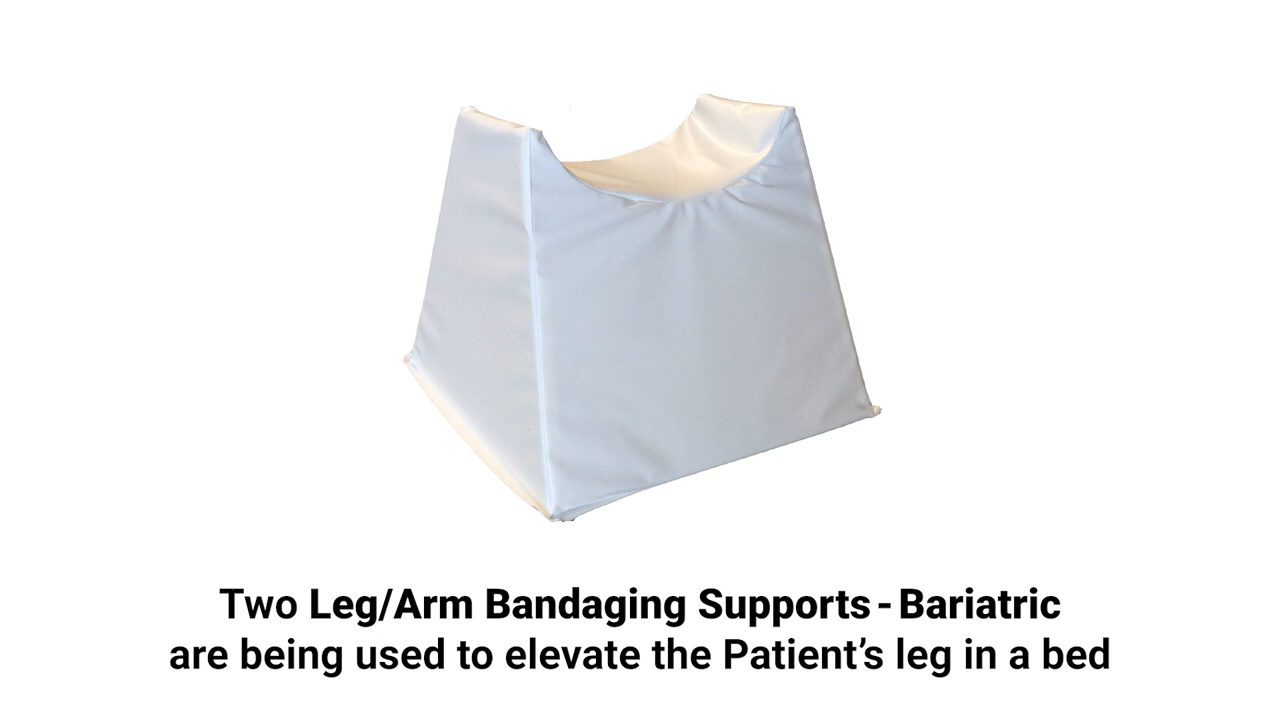 Two Leg/Arm Bandaging Supports - Bariatric
are being used to elevate the Patient’s leg in a bed